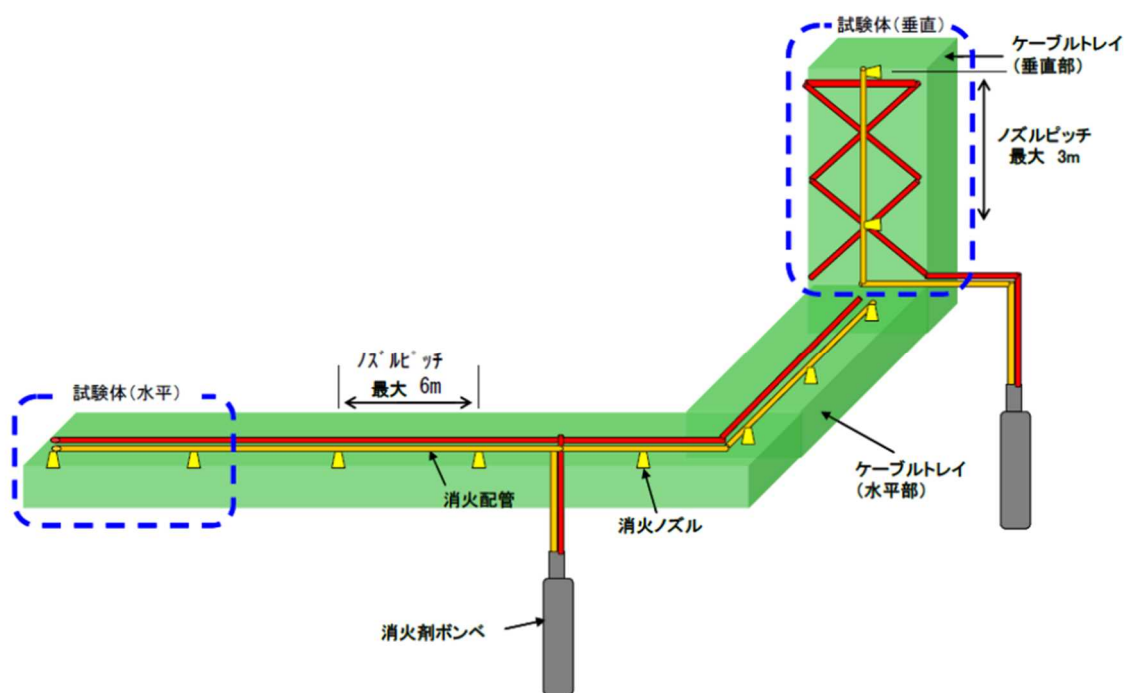 試験体(垂直)
ケーブルトレイ
(垂直部)
ノズルピッチ
最大 3m
ﾉｽﾞﾙﾋﾟｯﾁ
最大 6m
試験体(水平)
ケーブルトレイ
(水平部)
消火配管
消火ノズル
消火剤ボンベ